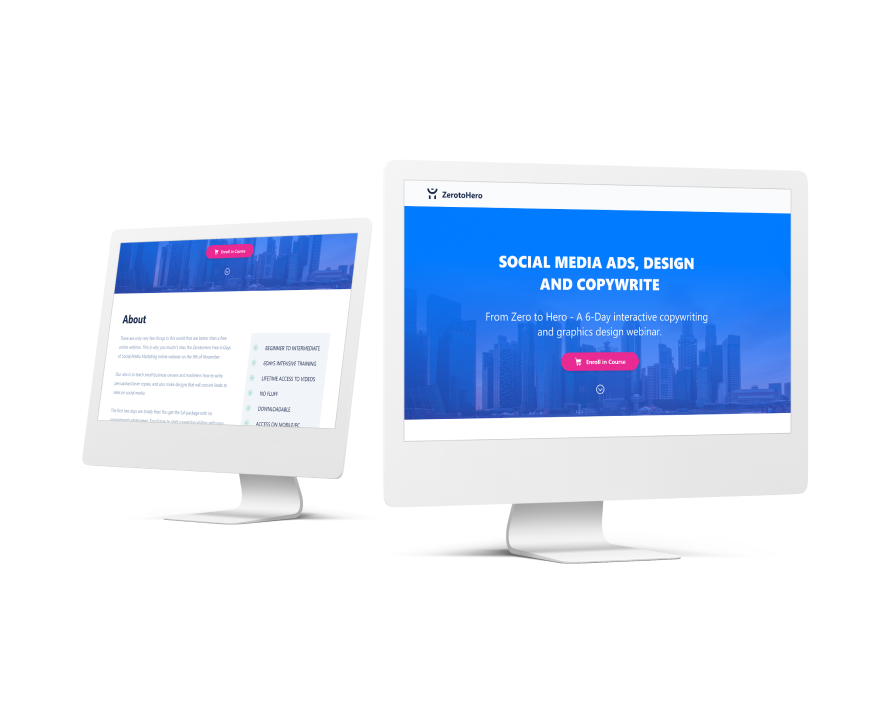 Enroll in Course
About
There are only very few things in this world that are better than a free
online webinar. This is why you mustn't miss the ZerotoHero Free 6-Days
of Social Media Marketing online webinar on the 9th of November
Our aim is to teach small business owners and marketers how to write
persuasive/clever copies, and also make designs that will convert leads to
sales on social media.
The first two days are totally free! You get the full package with no
BEGINNER TO INTERMEDIATE
6DAYS INTENSIVE TRAINING
LIFETIME ACCESS TO VIDEOS
NO FLUFF
DOWNLOADABLE
ACCESS ON MOBILE/PC
ZerotoHero
SOCIAL MEDIA ADS, DESIGN
AND COPYWRITE
From Zero to Hero - A 6-Day interactive copywriting
and graphics design webinar.
Enroll in Course